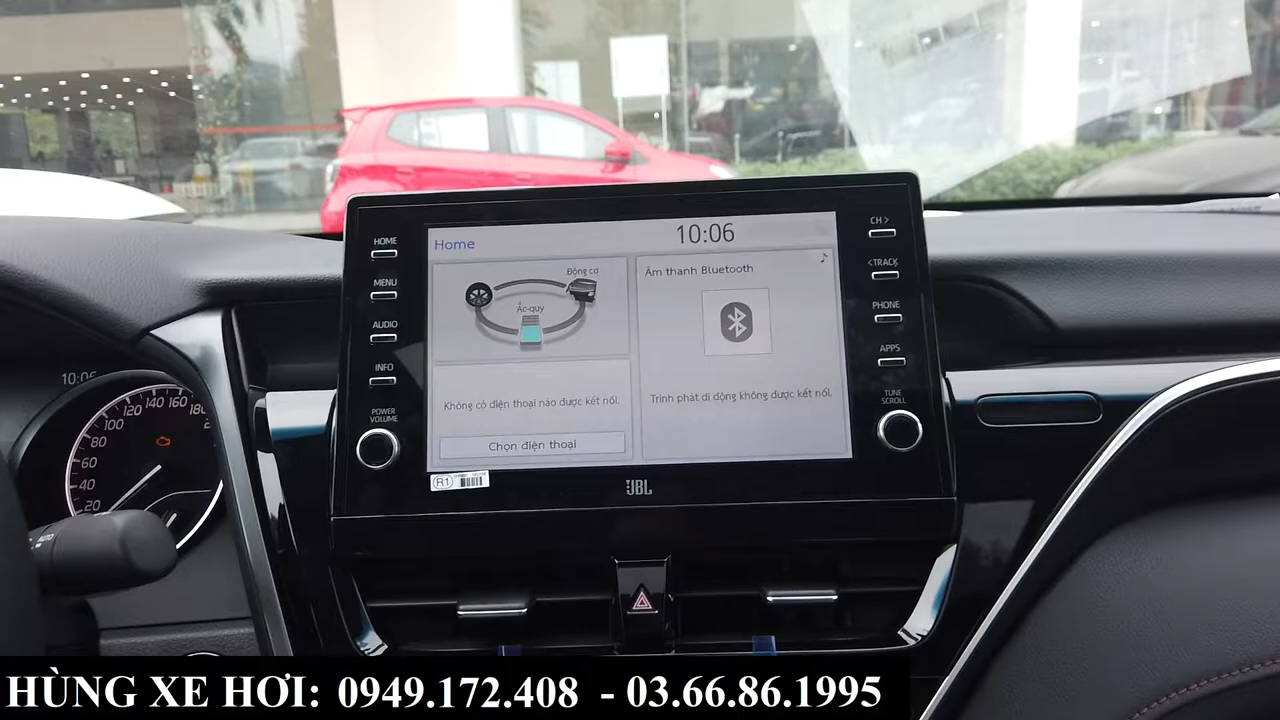 HOME
MENU
AUDIO
INFO
POWER
VOLUME
Home
10:06
Động cơ
Ắc-quy
Không có điện thoại nào được kết nối.
Chọn điện thoại
Âm thanh Bluetooth
Trình phát di động không được kết nối.
CH >
<TRACK
PHONE
APPS
TUNE
SCROLL
R1
JBL
10:06
20
40
60
80
100
120
140
160
AUTO
HÙNG XE HƠI: 0949.172.408 - 03.66.86.1995